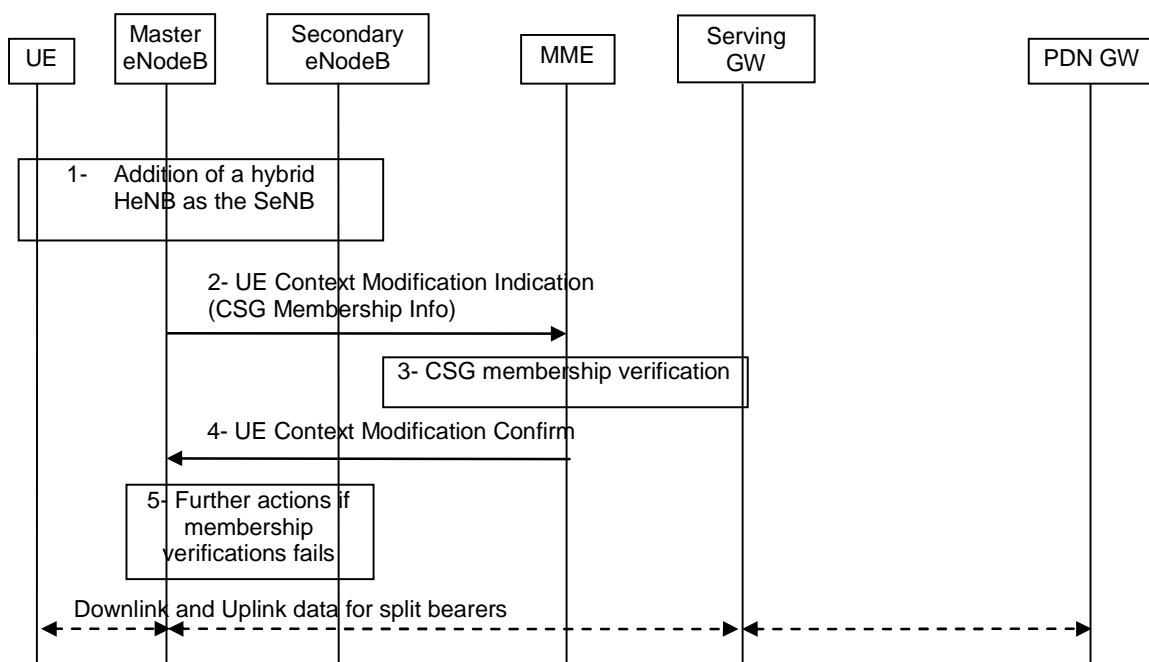 UE
Master
eNodeB
Secondary
eNodeB
MME
Serving
GW
PDN GW
1- Addition of a hybrid
HeNB as the SeNB
2- UE Context Modification Indication
(CSG Membership Info)
3- CSG membership verification
4- UE Context Modification Confirm
5- Further actions if
membership
verifications fails
Downlink and Uplink data for split bearers